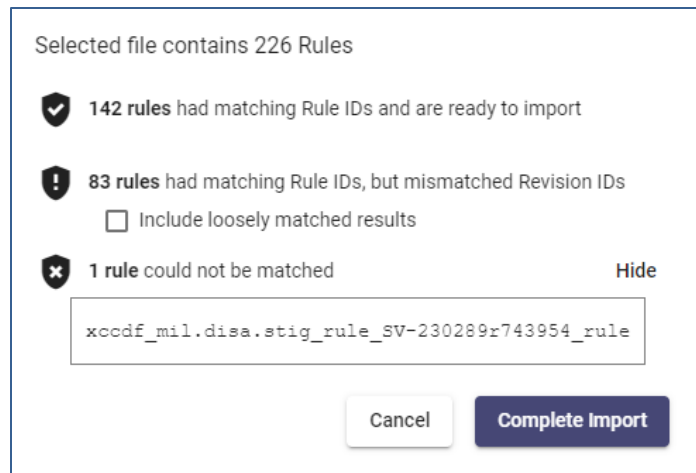 Selected file contains 226 Rules
142 rules had matching Rule IDs and are ready to import
83 rules had matching Rule IDs, but mismatched Revision IDs
Include loosely matched results
1 rule could not be matched Hide
xccdf_mil.disa.stig_rule_SV-230289r743954_rule
Cancel Complete Import